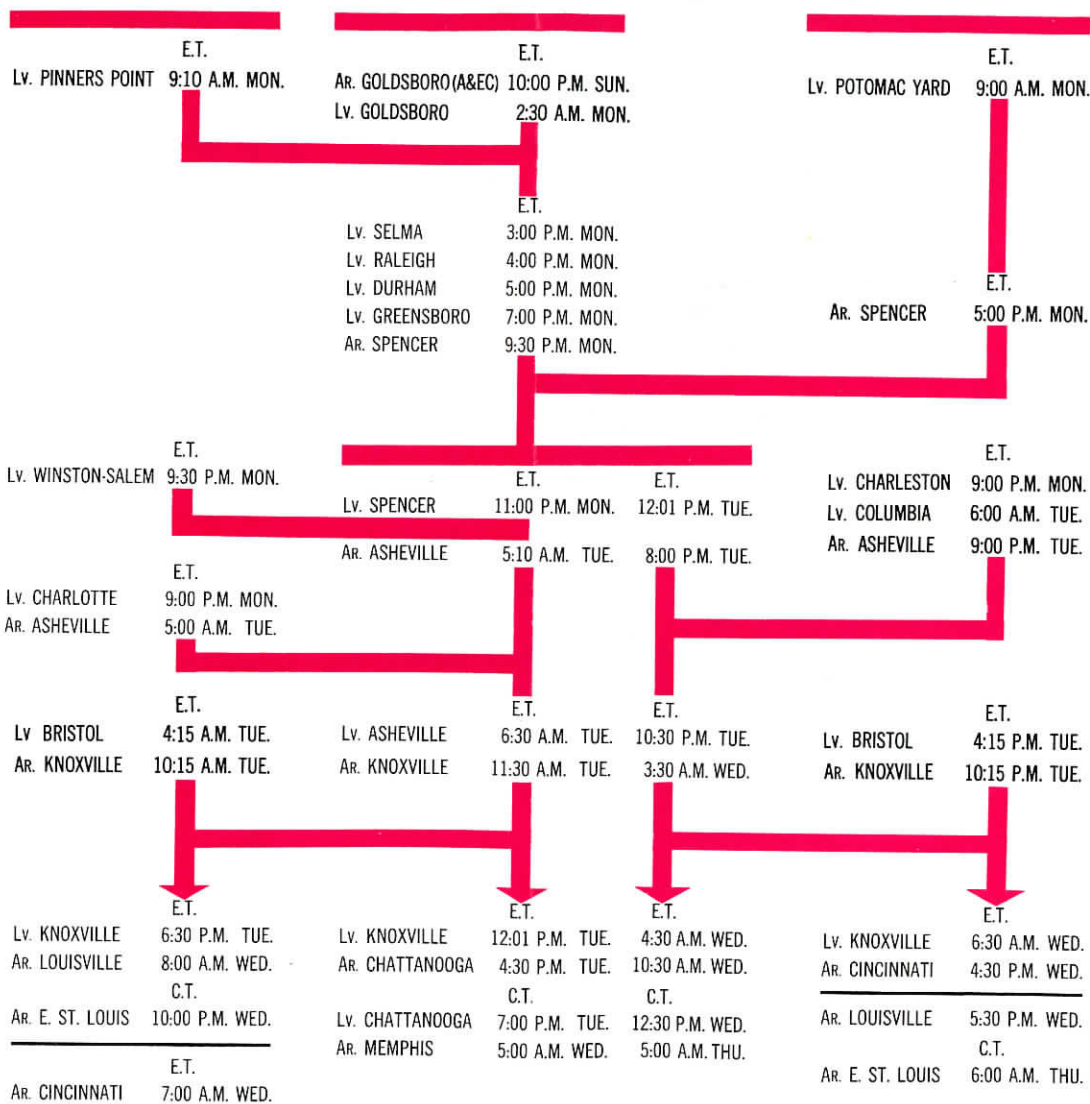 E.T.
Lv. PINNERS POINT 9:10 A.M. MON.
E.T.
AR. GOLDSBORO (A&EC) 10:00 P.M. SUN.
Lv. GOLDSBORO 2:30 A.M. MON.
E.T.
Lv. POTOMAC YARD 9:00 A.M. MON.
E.T.
Lv. SELMA 3:00 P.M. MON.
Lv. RALEIGH 4:00 P.M. MON.
Lv. DURHAM 5:00 P.M. MON.
Lv. GREENSBORO 7:00 P.M. MON.
AR. SPENCER 9:30 P.M. MON.
E.T.
AR. SPENCER 5:00 P.M. MON.
E.T.
Lv. WINSTON-SALEM 9:30 P.M. MON.
E.T. E.T.
Lv. SPENCER 11:00 P.M. MON. 12:01 P.M. TUE.
AR. ASHEVILLE 5:10 A.M. TUE. 8:00 P.M. TUE.
E.T.
Lv. CHARLESTON 9:00 P.M. MON.
Lv. COLUMBIA 6:00 A.M. TUE.
AR. ASHEVILLE 9:00 P.M. TUE.
E.T.
Lv. CHARLOTTE 9:00 P.M. MON.
AR. ASHEVILLE 5:00 A.M. TUE.
E.T.
Lv BRISTOL 4:15 A.M. TUE.
AR. KNOXVILLE 10:15 A.M. TUE.
E.T. E.T.
Lv. ASHEVILLE 6:30 A.M. TUE. 10:30 P.M. TUE.
AR. KNOXVILLE 11:30 A.M. TUE. 3:30 A.M. WED.
E.T.
Lv. BRISTOL 4:15 P.M. TUE.
AR. KNOXVILLE 10:15 P.M. TUE.
E.T.
Lv. KNOXVILLE 6:30 P.M. TUE.
AR. LOUISVILLE 8:00 A.M. WED.
C.T.
AR. E. ST. LOUIS 10:00 P.M. WED.
E.T.
AR. CINCINNATI 7:00 A.M. WED.
E.T. E.T.
Lv. KNOXVILLE 12:01 P.M. TUE. 4:30 A.M. WED.
AR. CHATTANOOGA 4:30 P.M. TUE. 10:30 A.M. WED.
C.T. C.T.
Lv. CHATTANOOGA 7:00 P.M. TUE. 12:30 P.M. WED.
AR. MEMPHIS 5:00 A.M. WED. 5:00 A.M. THU.
E.T.
Lv. KNOXVILLE 6:30 A.M. WED.
AR. CINCINNATI 4:30 P.M. WED.
AR. LOUISVILLE 5:30 P.M. WED.
C.T.
AR. E. ST. LOUIS 6:00 A.M. THU.